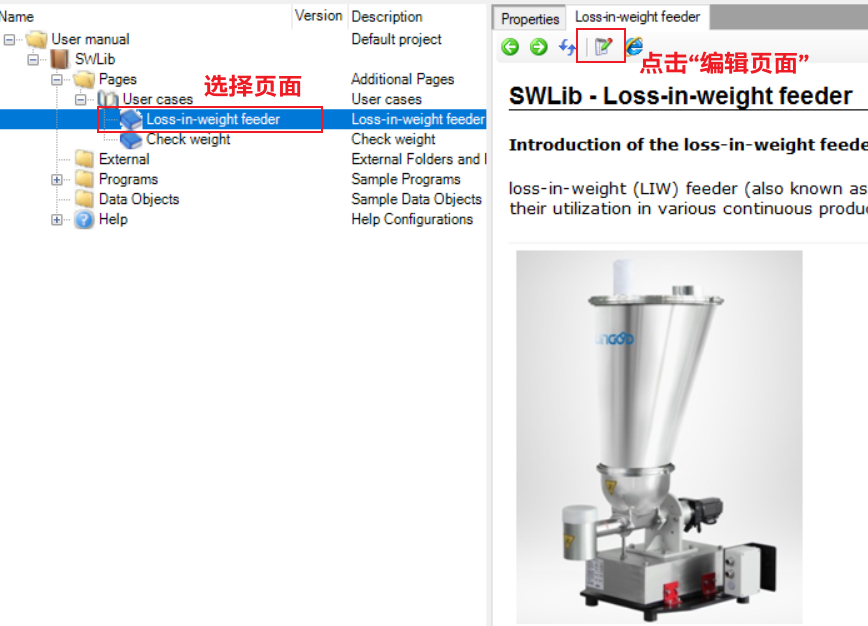 Name Version Description
User manual Default project
SWLib
Pages Additional Pages
选择页面
User cases User cases
Loss-in-weight feeder Loss-in-weight feeder
Check weight Check weight
External External Folders and
Programs Sample Programs
Data Objects Sample Data Objects
Help Help Configurations
Properties Loss-in-weight feeder
点击“编辑页面”
SWLib - Loss-in-weight feeder
Introduction of the loss-in-weight feede
loss-in-weight (LIW) feeder (also known as
their utilization in various continuous produ